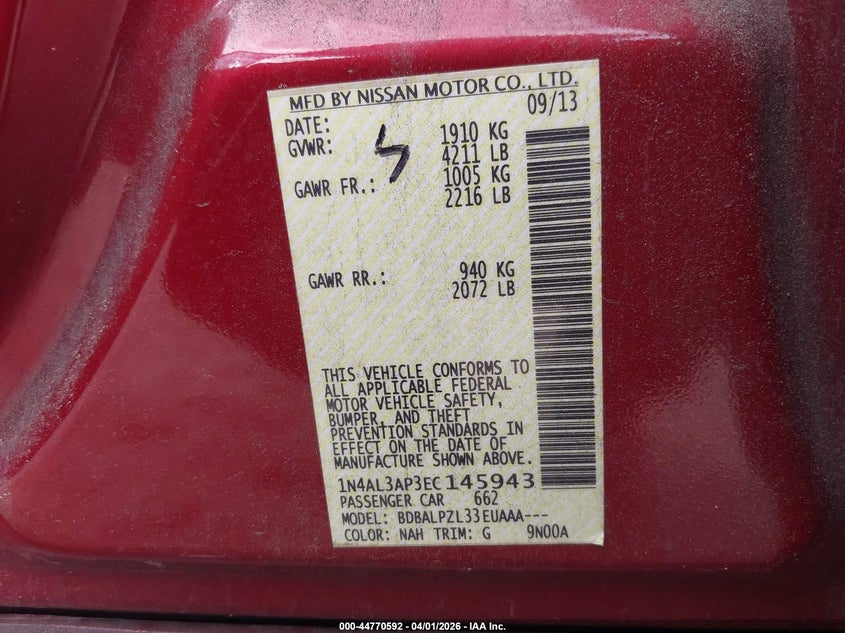 MFD BY NISSAN MOTOR CO., LTD.
DATE: 09/13
GVWR: 1910 KG
4211 LB
GAWR FR.: 1005 KG
2216 LB
GAWR RR.: 940 KG
2072 LB
THIS VEHICLE CONFORMS TO
ALL APPLICABLE FEDERAL
MOTOR VEHICLE SAFETY,
BUMPER, AND THEFT
PREVENTION STANDARDS IN
EFFECT ON THE DATE OF
MANUFACTURE SHOWN ABOVE.
1N4AL3AP3EC145943
PASSENGER CAR 662
MODEL: BDBALPZL33EUAAA---
COLOR: NAH TRIM: G 9N00A
000-44770592 - 04/01/2026 - IAA Inc.